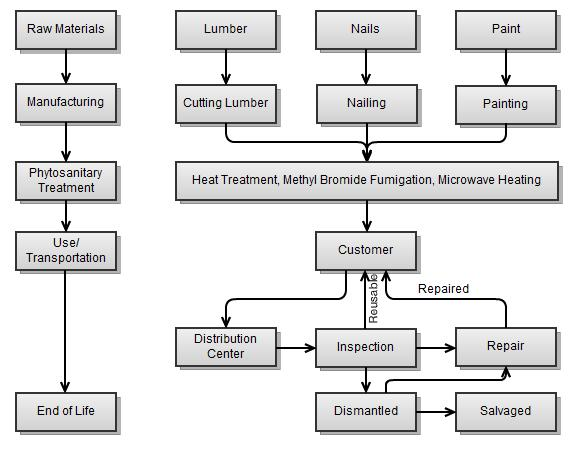 Raw Materials
Lumber
Nails
Paint
Manufacturing
Cutting Lumber
Nailing
Painting
Phytosanitary
Treatment
Heat Treatment, Methyl Bromide Fumigation, Microwave Heating
Use/
Transportation
Customer
Reusable
Repaired
Distribution
Center
Inspection
Repair
End of Life
Dismantled
Salvaged